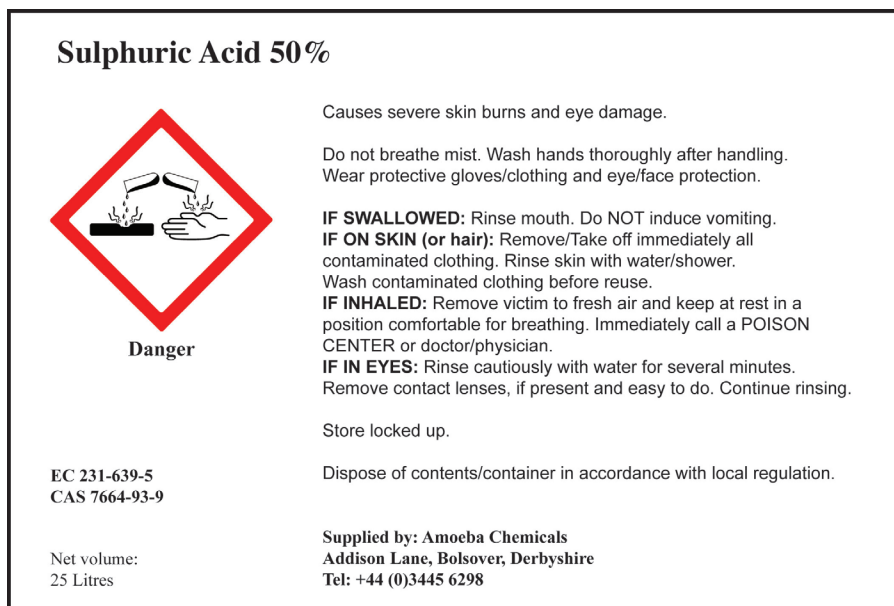 Sulphuric Acid 50%
Causes severe skin burns and eye damage.
Do not breathe mist. Wash hands thoroughly after handling.
Wear protective gloves/clothing and eye/face protection.
IF SWALLOWED: Rinse mouth. Do NOT induce vomiting.
IF ON SKIN (or hair): Remove/Take off immediately all
contaminated clothing. Rinse skin with water/shower.
Wash contaminated clothing before reuse.
IF INHALED: Remove victim to fresh air and keep at rest in a
position comfortable for breathing. Immediately call a POISON
CENTER or doctor/physician.
IF IN EYES: Rinse cautiously with water for several minutes.
Remove contact lenses, if present and easy to do. Continue rinsing.
Store locked up.
Dispose of contents/container in accordance with local regulation.
Danger
EC 231-639-5
CAS 7664-93-9
Net volume:
25 Litres
Supplied by: Amoeba Chemicals
Addison Lane, Bolsover, Derbyshire
Tel: +44 (0)3445 6298